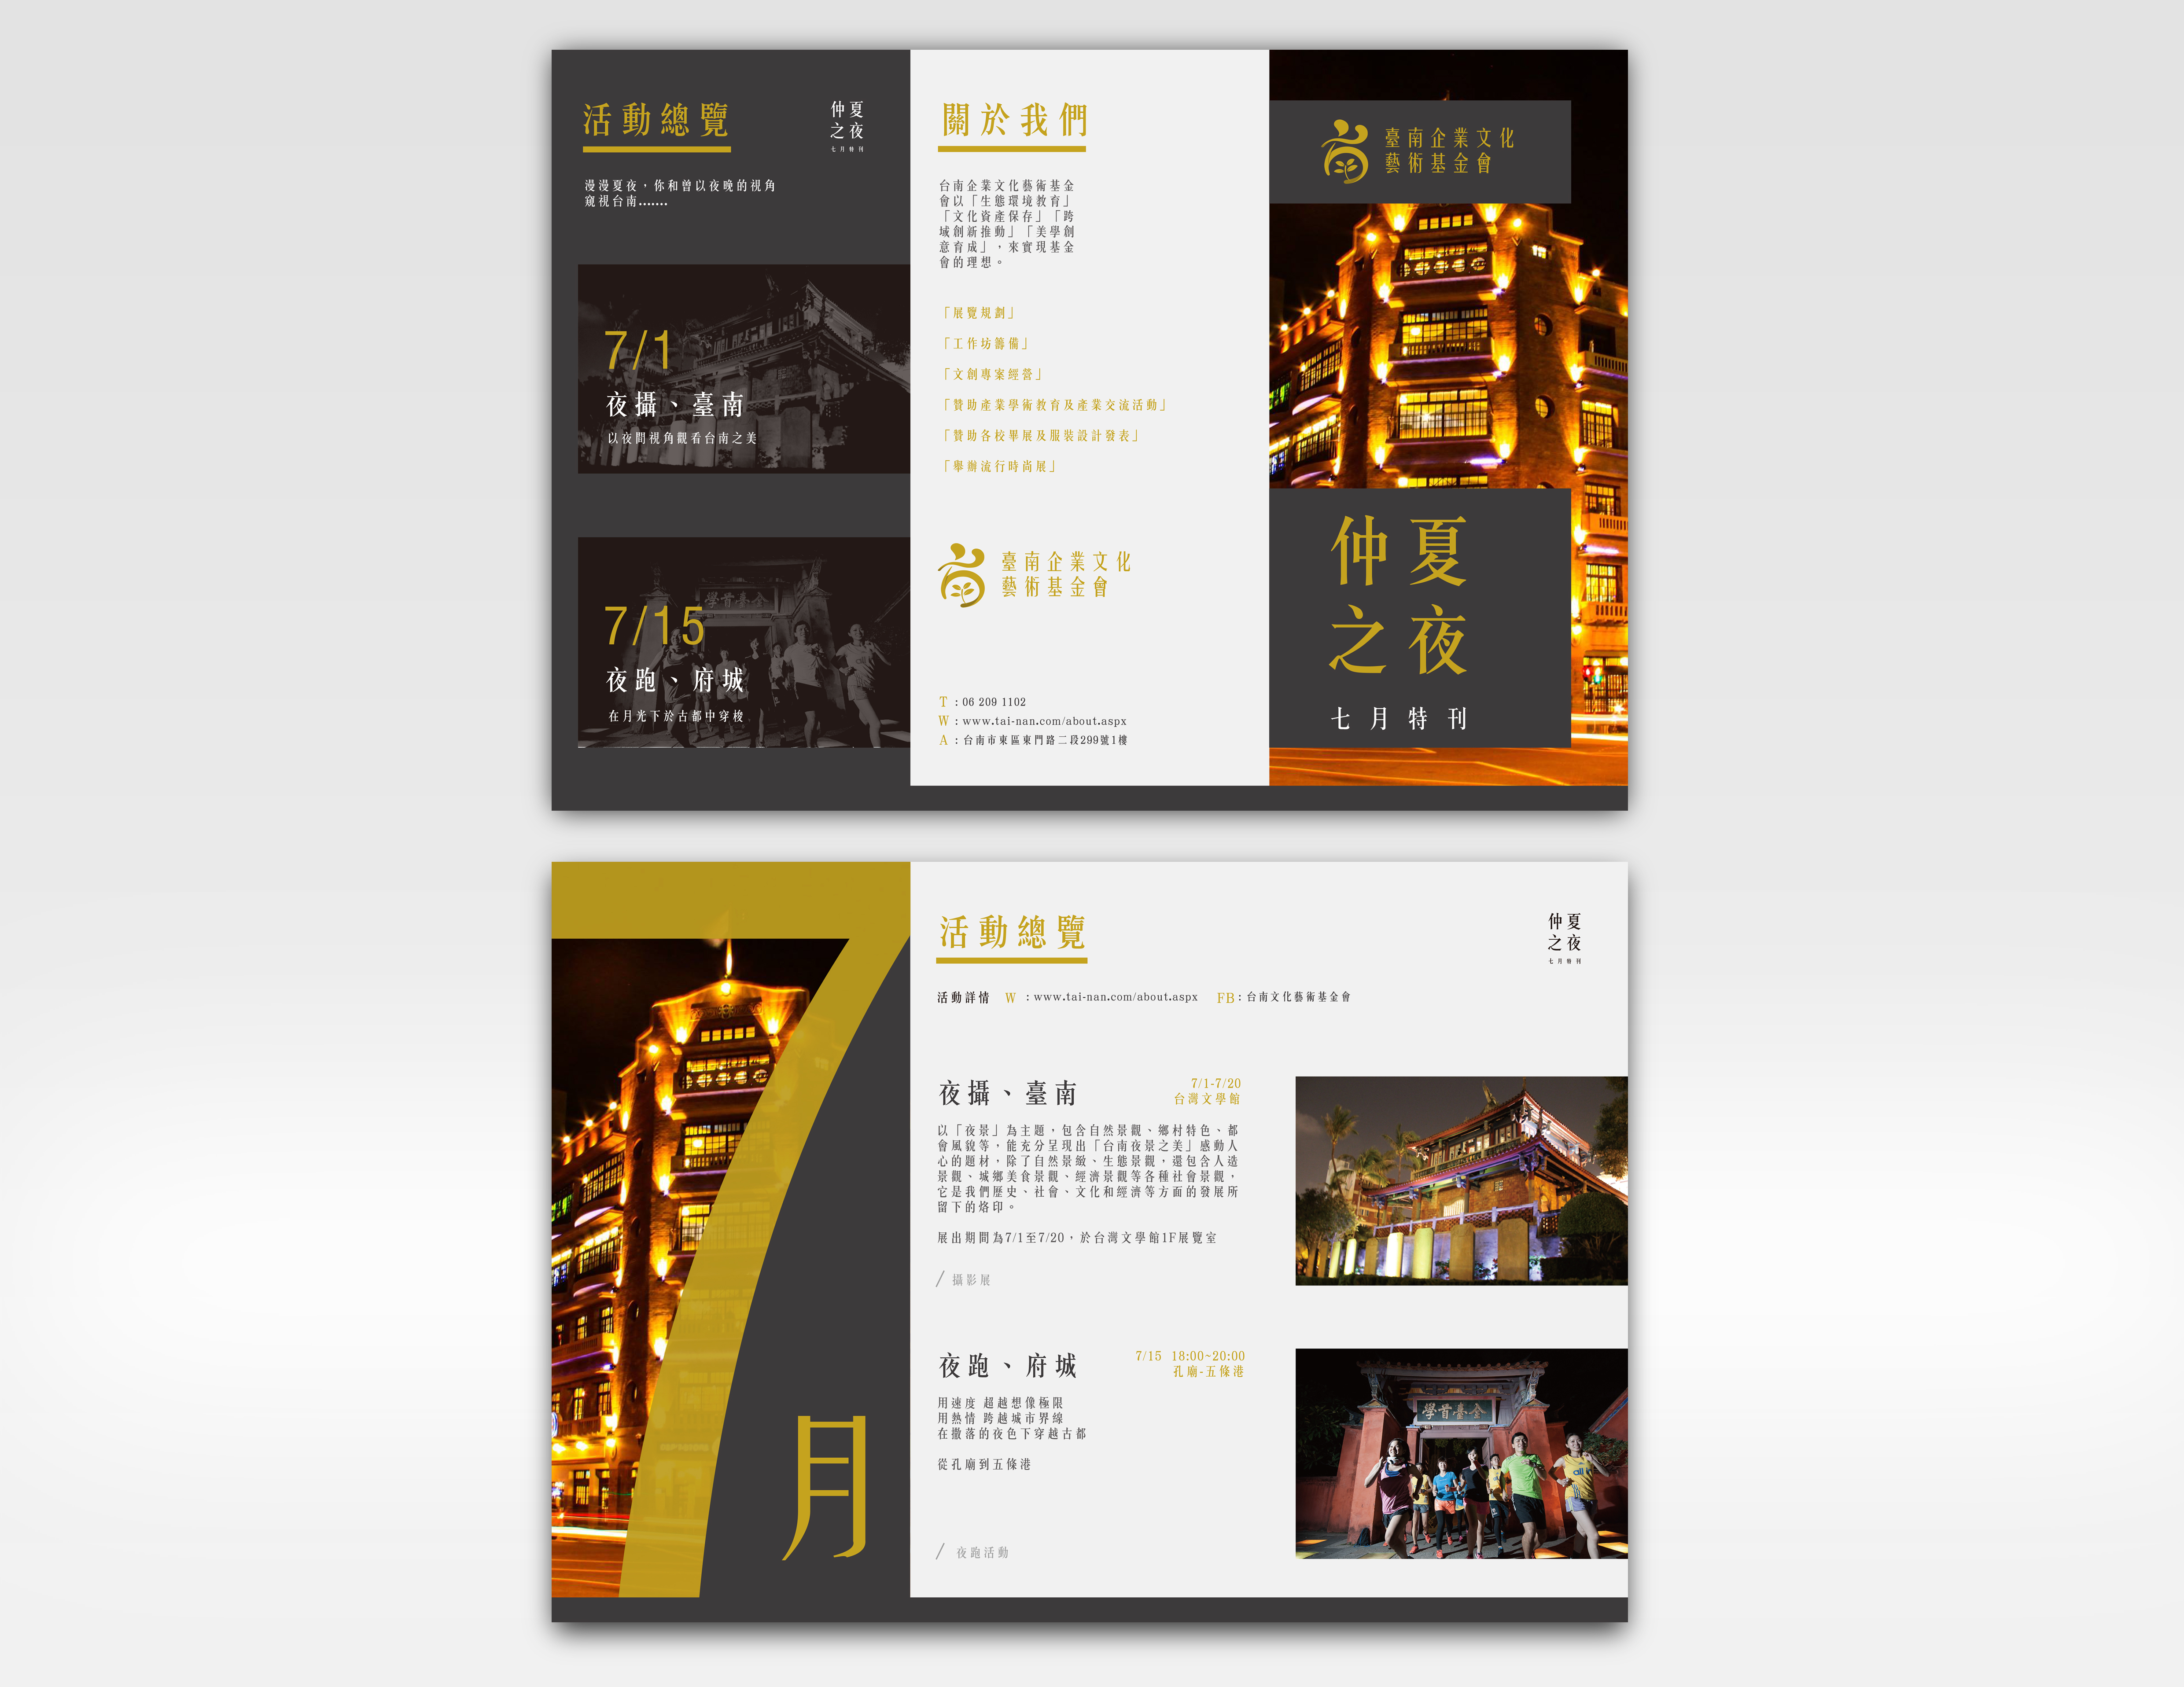 活動總覽
仲夏
之夜
七月特刊
漫漫夏夜，你和曾以夜晚的視角
窺視台南.......
7/1
夜攝、臺南
以夜間視角觀看台南之美
學首臺全
7/15
夜跑、府城
在月光下於古都中穿梭
關於我們
台南企業文化藝術基金
會以「生態環境教育」
「文化資產保存」「跨
域創新推動」「美學創
意育成」，來實現基金
會的理想。
「展覽規劃」
「工作坊籌備」
「文創專案經營」
「贊助產業學術教育及產業交流活動」
「贊助各校畢展及服裝設計發表」
「舉辦流行時尚展」
臺南企業文化
藝術基金會
T：06 209 1102
W：www.tai-nan.com/about.aspx
A：台南市東區東門路二段299號1樓
臺南企業文化
藝術基金會
仲夏
之夜
七月特刊
7
月
活動總覽
仲夏
之夜
七月特刊
活動詳情 W：www.tai-nan.com/about.aspx FB：台南文化藝術基金會
夜攝、臺南
7/1-7/20
台灣文學館
以「夜景」為主題，包含自然景觀、鄉村特色、都
會風貌等，能充分呈現出「台南夜景之美」感動人
心的題材，除了自然景緻、生態景觀，還包含人造
景觀、城鄉美食景觀、經濟景觀等各種社會景觀，
它是我們歷史、社會、文化和經濟等方面的發展所
留下的烙印。
展出期間為7/1至7/20，於台灣文學館1F展覽室
/ 攝影展
夜跑、府城
7/15 18:00~20:00
孔廟-五條港
用速度 超越想像極限
用熱情 跨越城市界線
在撒落的夜色下穿越古都
從孔廟到五條港
/ 夜跑活動
學首臺全